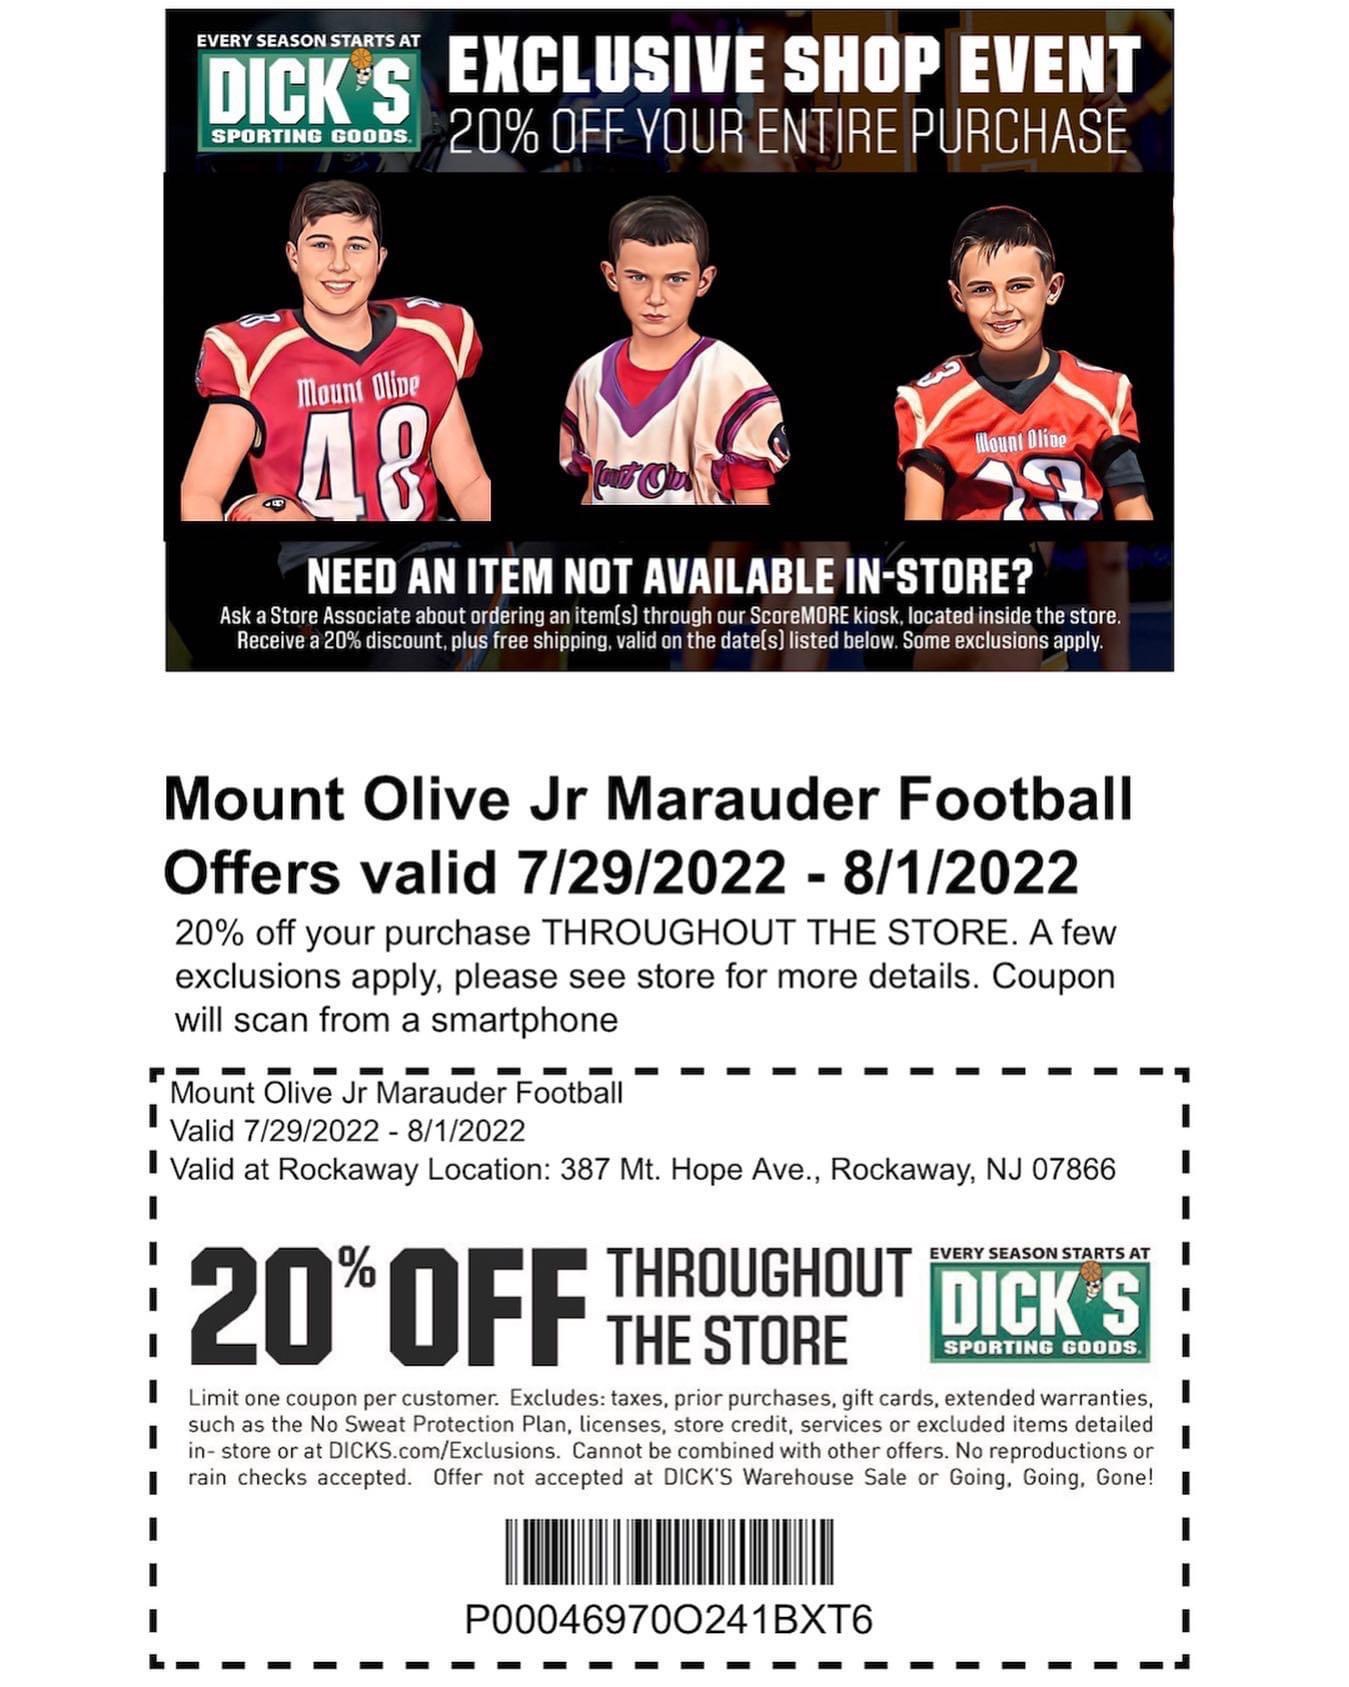 EVERY SEASON STARTS AT
DICK'S
SPORTING GOODS.
EXCLUSIVE SHOP EVENT
20% OFF YOUR ENTIRE PURCHASE
Mount Olive
48
Mount Olive
13
NEED AN ITEM NOT AVAILABLE IN-STORE?
Ask a Store Associate about ordering an item(s) through our ScoreMORE kiosk, located inside the store.
Receive a 20% discount, plus free shipping, valid on the date(s) listed below. Some exclusions apply.
Mount Olive Jr Marauder Football
Offers valid 7/29/2022 - 8/1/2022
20% off your purchase THROUGHOUT THE STORE. A few
exclusions apply, please see store for more details. Coupon
will scan from a smartphone
Mount Olive Jr Marauder Football
Valid 7/29/2022 - 8/1/2022
Valid at Rockaway Location: 387 Mt. Hope Ave., Rockaway, NJ 07866
20% OFF THROUGHOUT
THE STORE
EVERY SEASON STARTS AT
DICK'S
SPORTING GOODS.
Limit one coupon per customer. Excludes: taxes, prior purchases, gift cards, extended warranties,
such as the No Sweat Protection Plan, licenses, store credit, services or excluded items detailed
in- store or at DICKS.com/Exclusions. Cannot be combined with other offers. No reproductions or
rain checks accepted. Offer not accepted at DICK'S Warehouse Sale or Going, Going, Gone!
P00046970O241BXT6